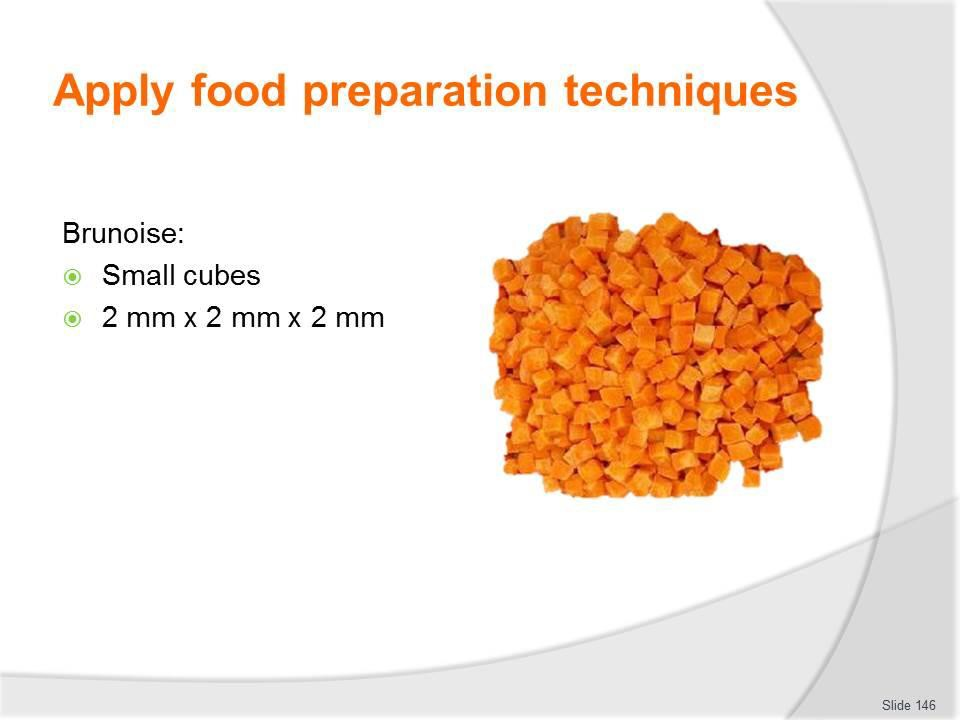 Apply food preparation techniques
Brunoise:
Small cubes
2 mm x 2 mm x 2 mm
Slide 146